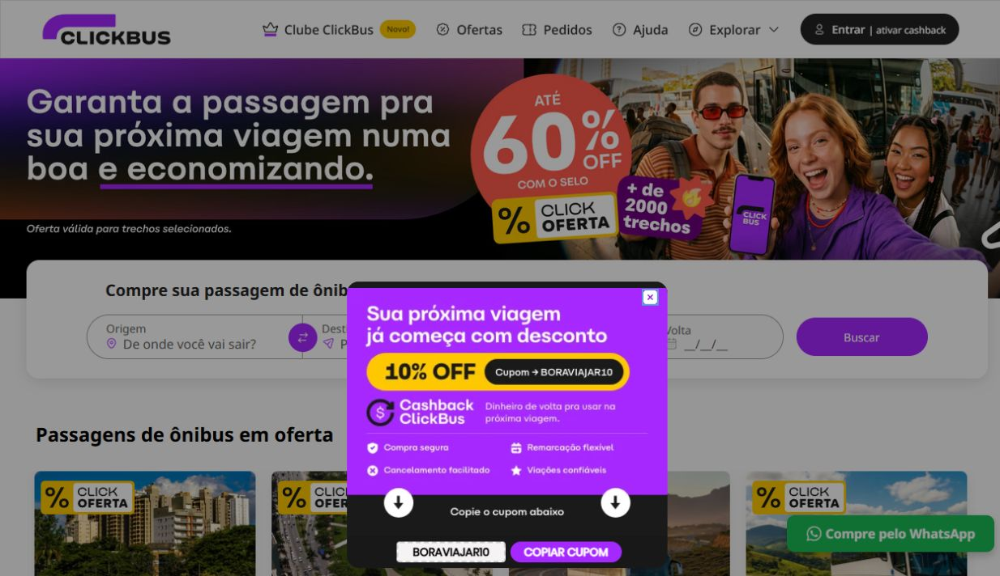 CLICKBUS
Clube ClickBus Novo!
Ofertas
Pedidos
Ajuda
Explorar
Entrar | ativar cashback
Garanta a passagem pra
sua próxima viagem numa
boa e economizando.
Oferta válida para trechos selecionados.
ATÉ
60% OFF
COM O SELO
% CLICK
OFERTA
+ de
2000
trechos
CLICK
BUS
Compre sua passagem de ônib
Origem
De onde você vai sair?
Desti
P
Volta
__/__/__
Buscar
Sua próxima viagem
já começa com desconto
10% OFF Cupom → BORAVIAJAR10
Cashback
ClickBus
Dinheiro de volta pra usar na
próxima viagem.
Compra segura
Remarcação flexível
Cancelamento facilitado
Viações confiáveis
Copie o cupom abaixo
BORAVIAJAR10
COPIAR CUPOM
Passagens de ônibus em oferta
% CLICK
OFERTA
% CLIC
OFER
% CLICK
OFERTA
Compre pelo WhatsApp